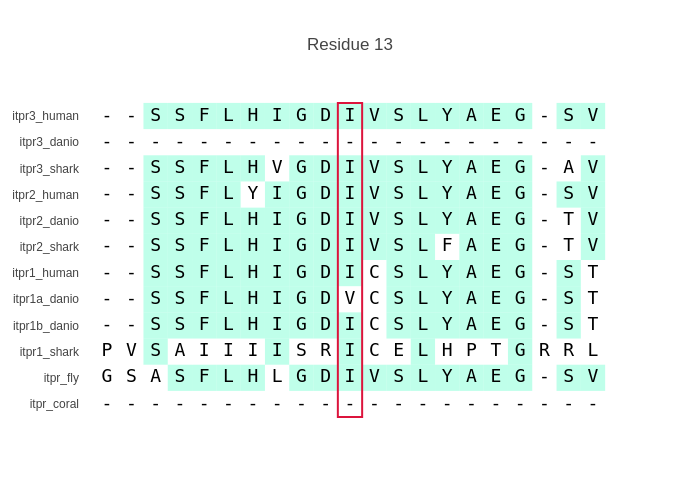 Residue 13
itpr3_human - - S S F L H I G D I V S L Y A E G - S V
itpr3_danio - - - - - - - - - - - - - - - - - - - - -
itpr3_shark - - S S F L H V G D I V S L Y A E G - A V
itpr2_human - - S S F L Y I G D I V S L Y A E G - S V
itpr2_danio - - S S F L H I G D I V S L Y A E G - T V
itpr2_shark - - S S F L H I G D I V S L F A E G - T V
itpr1_human - - S S F L H I G D I C S L Y A E G - S T
itpr1a_danio - - S S F L H I G D V C S L Y A E G - S T
itpr1b_danio - - S S F L H I G D I C S L Y A E G - S T
itpr1_shark P V S A I I I I S R I C E L H P T G R R L
itpr_fly G S A S F L H L G D I V S L Y A E G - S V
itpr_coral - - - - - - - - - - - - - - - - - - - - -